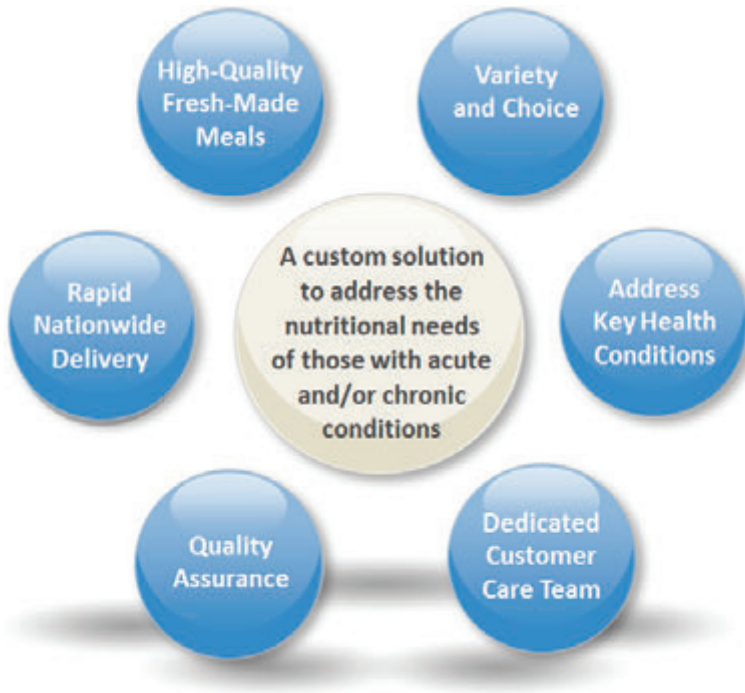 High-Quality
Fresh-Made
Meals
Variety
and Choice
Rapid
Nationwide
Delivery
A custom solution
to address the
nutritional needs
of those with acute
and/or chronic
conditions
Address
Key Health
Conditions
Quality
Assurance
Dedicated
Customer
Care Team